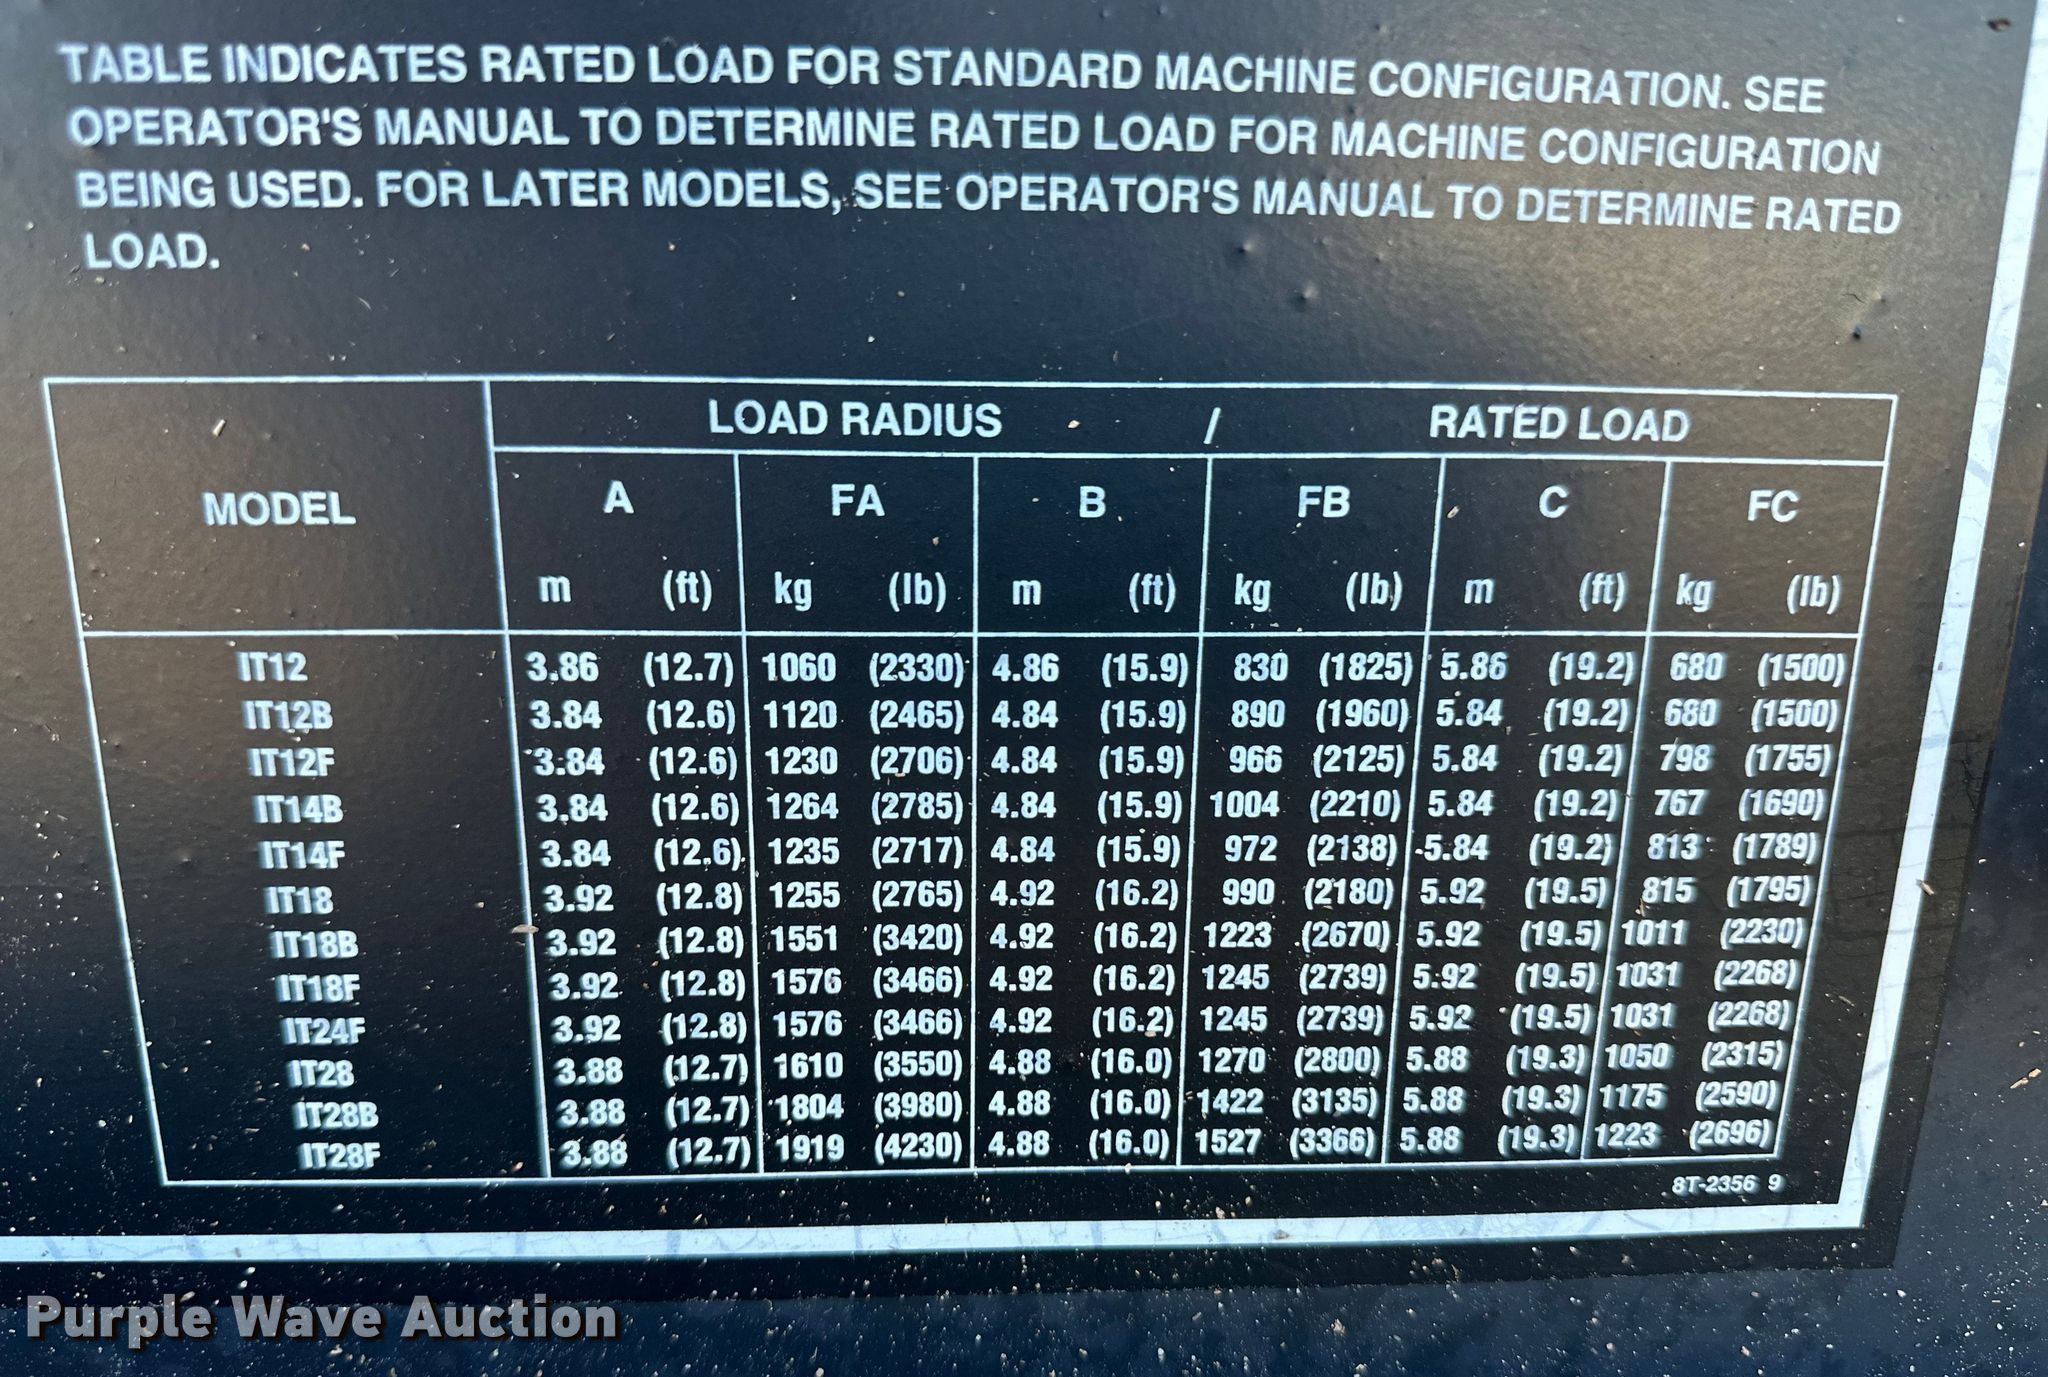 TABLE INDICATES RATED LOAD FOR STANDARD MACHINE CONFIGURATION. SEE
OPERATOR'S MANUAL TO DETERMINE RATED LOAD FOR MACHINE CONFIGURATION
BEING USED. FOR LATER MODELS, SEE OPERATOR'S MANUAL TO DETERMINE RATED
LOAD.
LOAD RADIUS / RATED LOAD
MODEL A FA B FB C FC
m (ft) kg (lb) m (ft) kg (lb) m (ft) kg (lb)
IT12 3.86 (12.7) 1060 (2330) 4.86 (15.9) 830 (1825) 5.86 (19.2) 680 (1500)
IT12B 3.84 (12.6) 1120 (2465) 4.84 (15.9) 890 (1960) 5.84 (19.2) 680 (1500)
IT12F 3.84 (12.6) 1230 (2706) 4.84 (15.9) 966 (2125) 5.84 (19.2) 798 (1755)
IT14B 3.84 (12.6) 1264 (2785) 4.84 (15.9) 1004 (2210) 5.84 (19.2) 767 (1690)
IT14F 3.84 (12.6) 1235 (2717) 4.84 (15.9) 972 (2138) 5.84 (19.2) 813 (1789)
IT18 3.92 (12.8) 1255 (2765) 4.92 (16.2) 990 (2180) 5.92 (19.5) 815 (1795)
IT18B 3.92 (12.8) 1551 (3420) 4.92 (16.2) 1223 (2670) 5.92 (19.5) 1011 (2230)
IT18F 3.92 (12.8) 1576 (3466) 4.92 (16.2) 1245 (2739) 5.92 (19.5) 1031 (2268)
IT24F 3.92 (12.8) 1576 (3466) 4.92 (16.2) 1245 (2739) 5.92 (19.5) 1031 (2268)
IT28 3.88 (12.7) 1610 (3550) 4.88 (16.0) 1270 (2800) 5.88 (19.3) 1050 (2315)
IT28B 3.88 (12.7) 1804 (3980) 4.88 (16.0) 1422 (3135) 5.88 (19.3) 1175 (2590)
IT28F 3.88 (12.7) 1919 (4230) 4.88 (16.0) 1527 (3366) 5.88 (19.3) 1223 (2696)
8T-2356 9
Purple Wave Auction